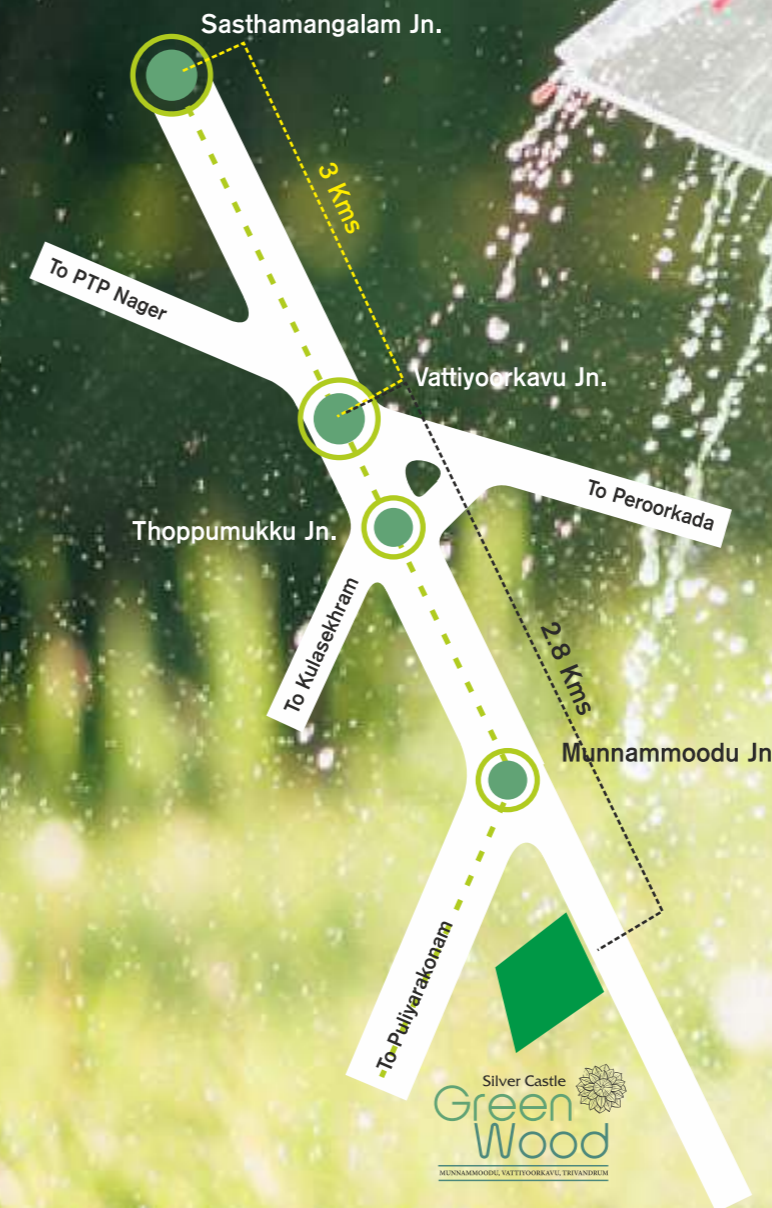 Sasthamangalam Jn.
3 Kms
To PTP Nager
Vattiyoorkavu Jn.
To Peroorkada
Thoppumukku Jn.
To Kulasekhram
2.8 Kms
Munnammoodu Jn
To Puliyarakonam
Silver Castle
Green
Wood
MUNNAMMOODU, VATTIYOORKAVU, TRIVANDRUM